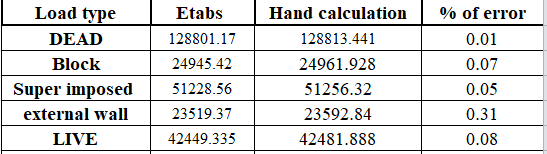 Load type Etabs Hand calculation % of error
DEAD 128801.17 128813.441 0.01
Block 24945.42 24961.928 0.07
Super imposed 51228.56 51256.32 0.05
external wall 23519.37 23592.84 0.31
LIVE 42449.335 42481.888 0.08